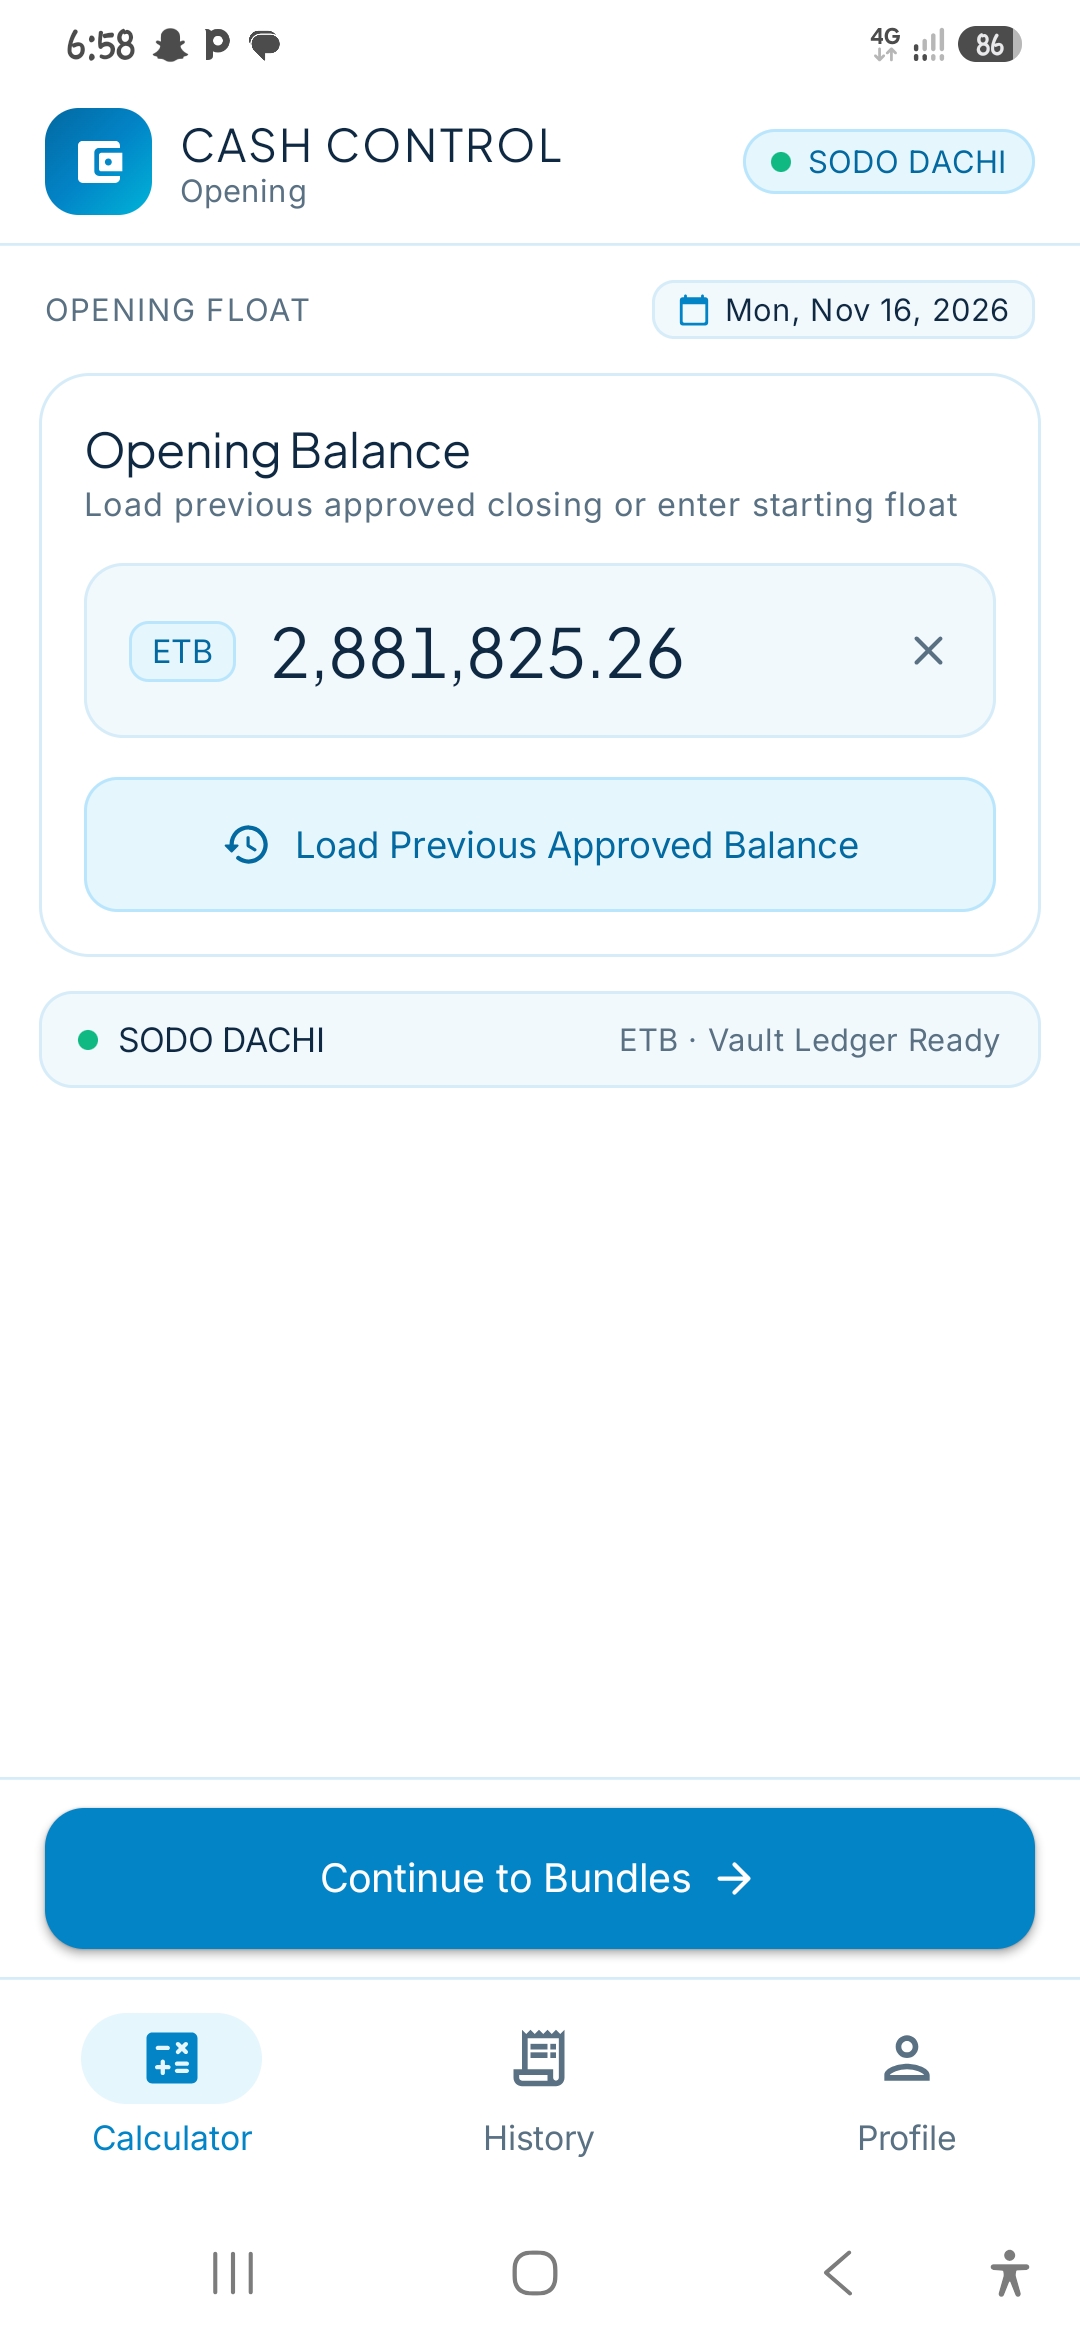 6:58
4G
86
CASH CONTROL
Opening
SODO DACHI
OPENING FLOAT
Mon, Nov 16, 2026
Opening Balance
Load previous approved closing or enter starting float
ETB
2,881,825.26
Load Previous Approved Balance
SODO DACHI
ETB · Vault Ledger Ready
Continue to Bundles
Calculator
History
Profile